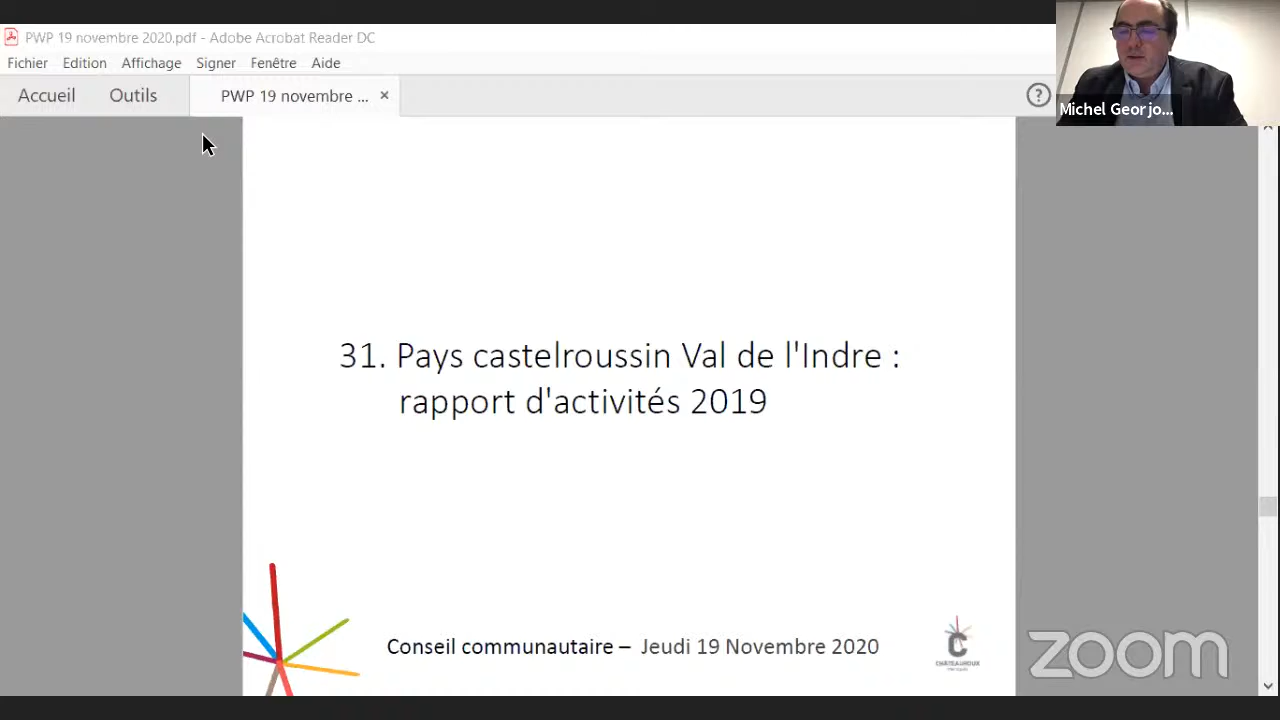 PWP 19 novembre 2020.pdf - Adobe Acrobat Reader DC
Fichier Edition Affichage Signer Fenêtre Aide
Accueil Outils PWP 19 novembre ... × ?
Michel Georjo...
31. Pays castelroussin Val de l'Indre :
rapport d'activités 2019
Conseil communautaire – Jeudi 19 Novembre 2020
CHÂTEAUROUX
zoom